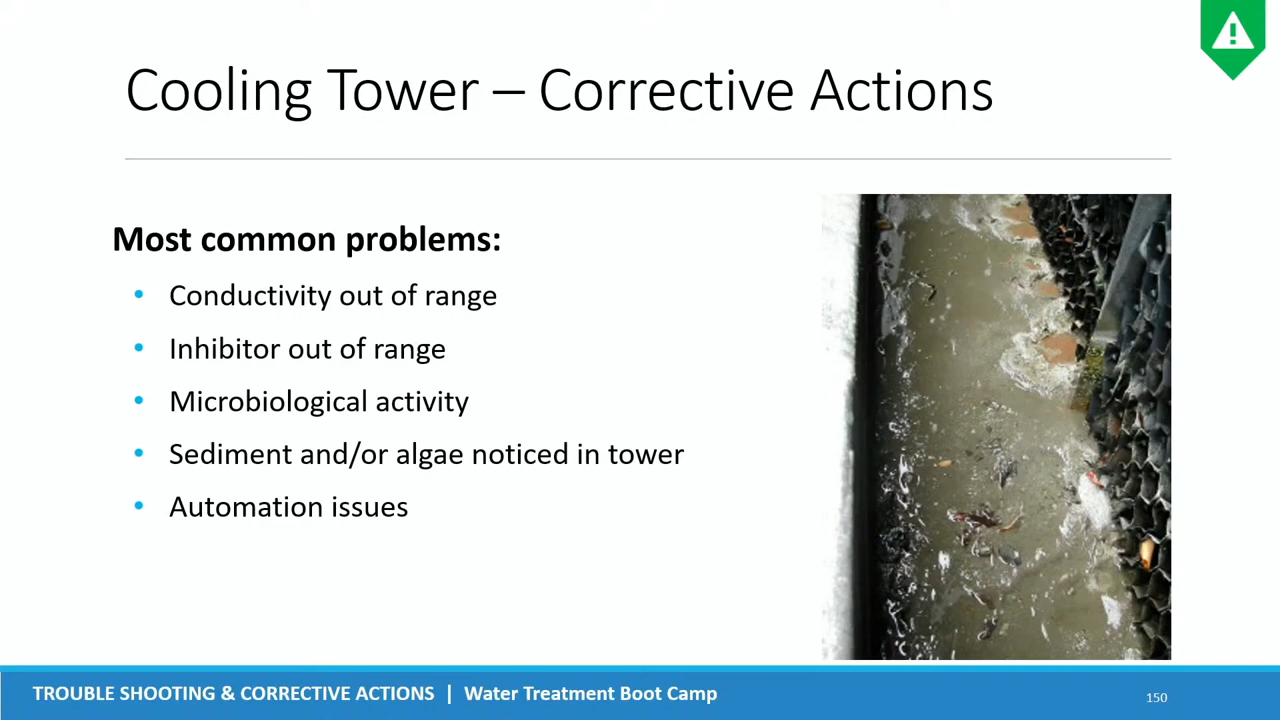 Cooling Tower – Corrective Actions
Most common problems:
• Conductivity out of range
• Inhibitor out of range
• Microbiological activity
• Sediment and/or algae noticed in tower
• Automation issues
TROUBLE SHOOTING & CORRECTIVE ACTIONS | Water Treatment Boot Camp
150